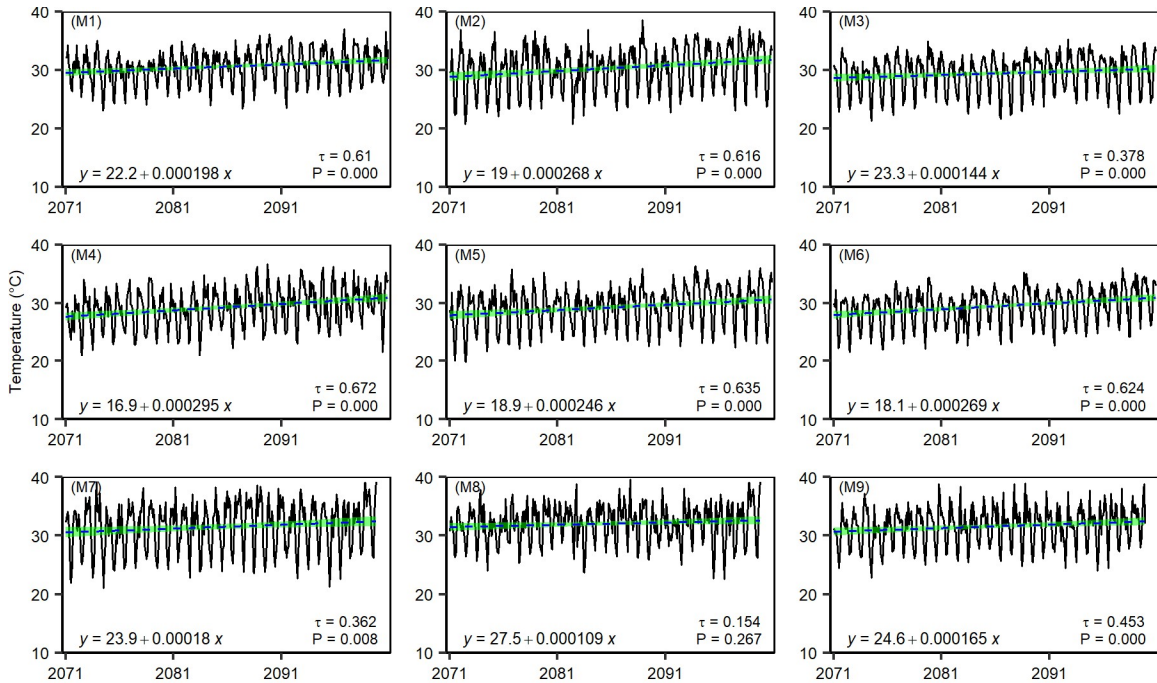 Temperature (°C)
(M1)
40
30
20
10
τ = 0.61
y = 22.2 + 0.000198 x
P = 0.000
2071 2081 2091
(M2)
40
30
20
10
τ = 0.616
y = 19 + 0.000268 x
P = 0.000
2071 2081 2091
(M3)
40
30
20
10
τ = 0.378
y = 23.3 + 0.000144 x
P = 0.000
2071 2081 2091
(M4)
40
30
20
10
τ = 0.672
y = 16.9 + 0.000295 x
P = 0.000
2071 2081 2091
(M5)
40
30
20
10
τ = 0.635
y = 18.9 + 0.000246 x
P = 0.000
2071 2081 2091
(M6)
40
30
20
10
τ = 0.624
y = 18.1 + 0.000269 x
P = 0.000
2071 2081 2091
(M7)
40
30
20
10
τ = 0.362
y = 23.9 + 0.00018 x
P = 0.008
2071 2081 2091
(M8)
40
30
20
10
τ = 0.154
y = 27.5 + 0.000109 x
P = 0.267
2071 2081 2091
(M9)
40
30
20
10
τ = 0.453
y = 24.6 + 0.000165 x
P = 0.000
2071 2081 2091